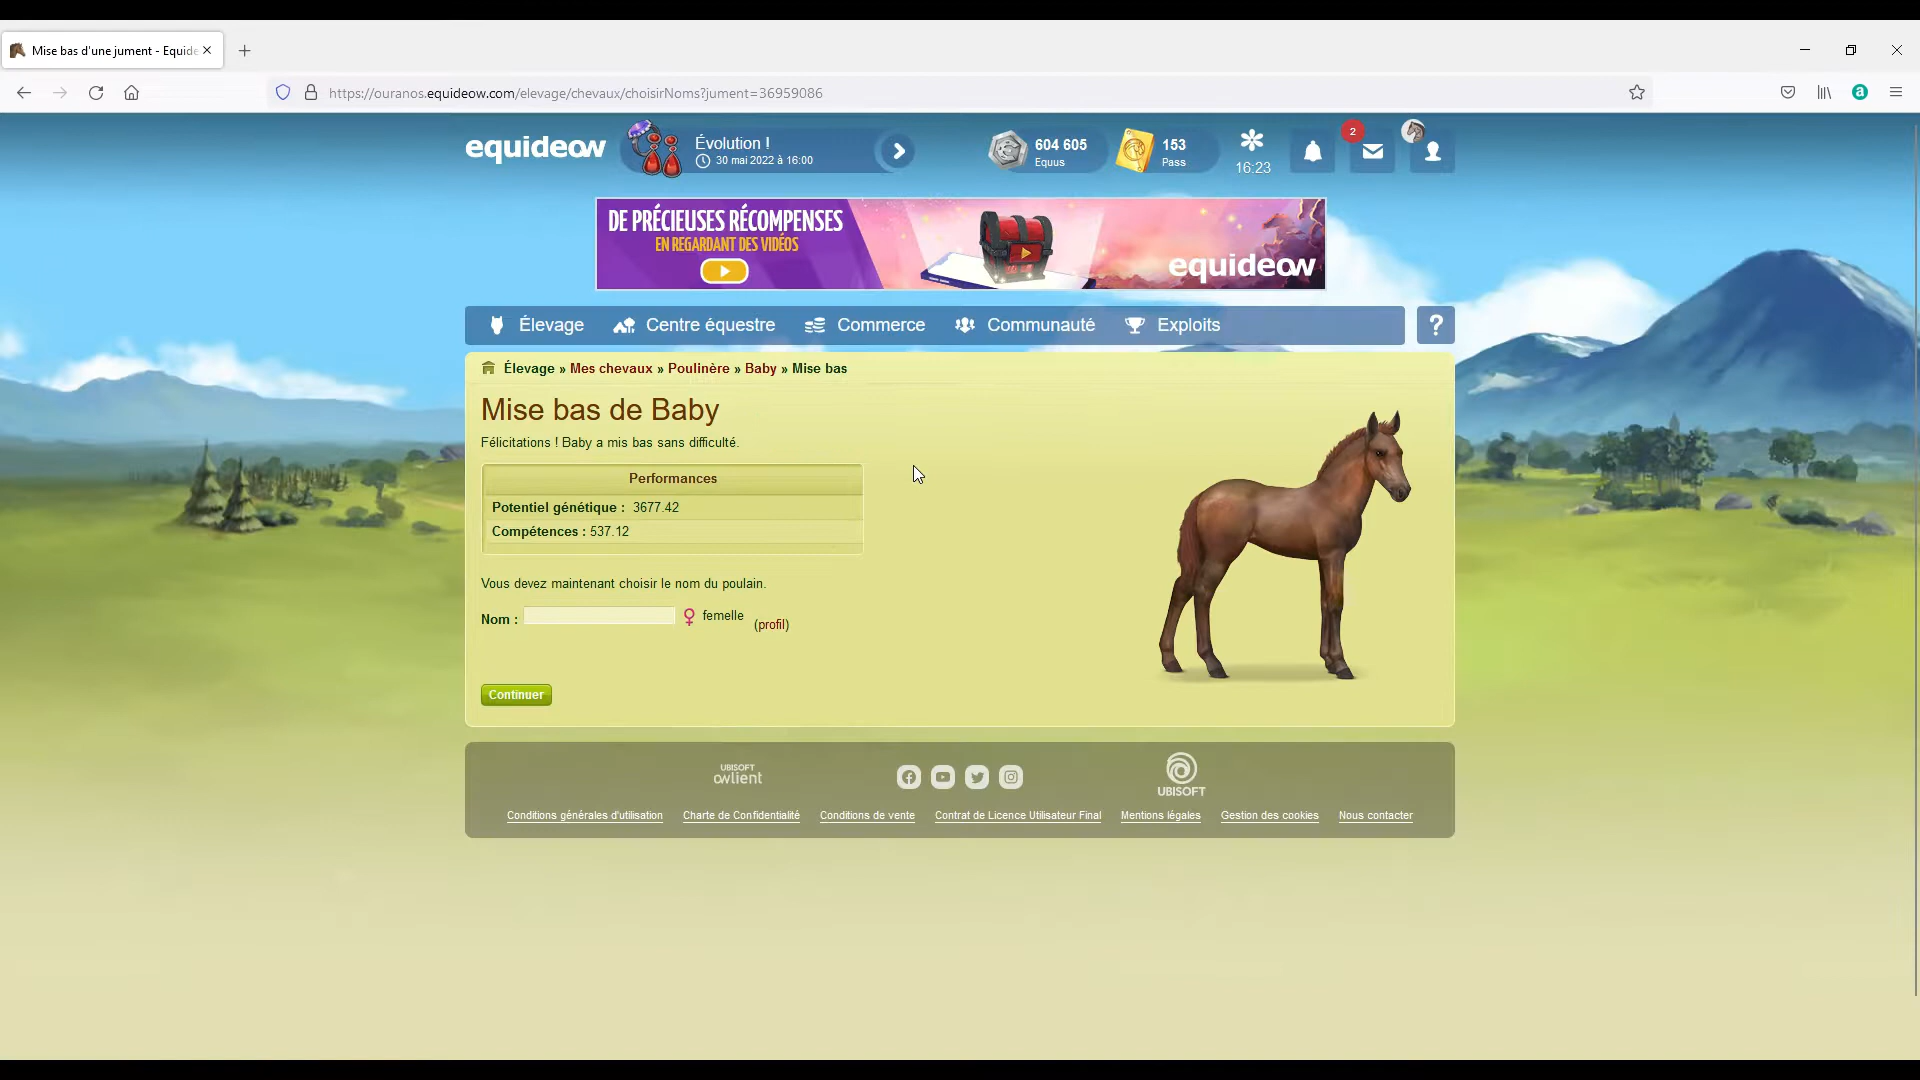 Mise bas d'une jument - Equide
https://ouranos.equideow.com/elevage/chevaux/choisirNoms?jument=36959086
equideow
Évolution !
30 mai 2022 à 16:00
604 605
Equus
153
Pass
16:23
2
DE PRÉCIEUSES RÉCOMPENSES
EN REGARDANT DES VIDÉOS
equideow
Élevage
Centre équestre
Commerce
Communauté
Exploits
?
Élevage » Mes chevaux » Poulinère » Baby » Mise bas
Mise bas de Baby
Félicitations ! Baby a mis bas sans difficulté.
Performances
Potentiel génétique : 3677.42
Compétences : 537.12
Vous devez maintenant choisir le nom du poulain.
Nom : femelle (profil)
Continuer
UBISOFT
owlient
UBISOFT
Conditions générales d'utilisation
Charte de Confidentialité
Conditions de vente
Contrat de Licence Utilisateur Final
Mentions légales
Gestion des cookies
Nous contacter